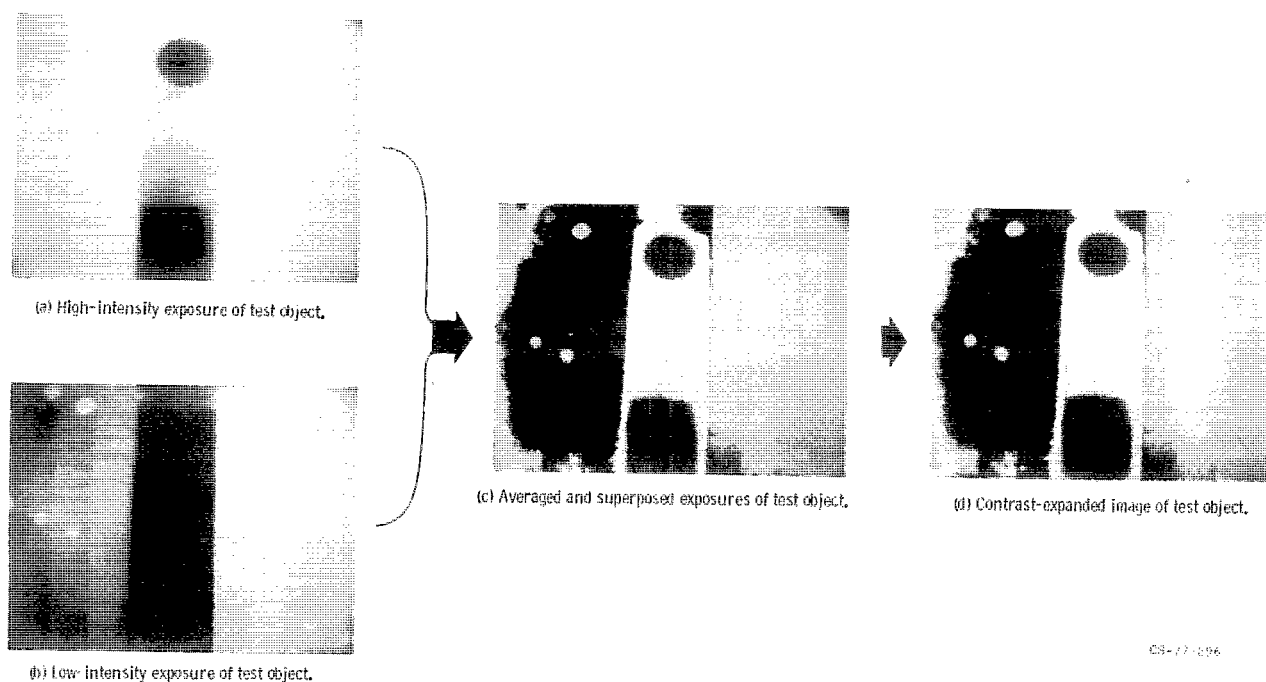 (a) High-intensity exposure of test object.
(b) Low-intensity exposure of test object.
(c) Averaged and superposed exposures of test object.
(d) Contrast-expanded image of test object.